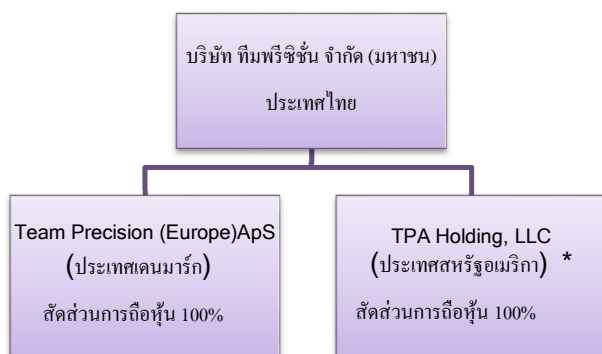 บริษัท ทีมพรีซิชั่น จำกัด (มหาชน)
ประเทศไทย
Team Precision (Europe)ApS
(ประเทศเดนมาร์ก)
สัดส่วนการถือหุ้น 100%
TPA Holding, LLC
(ประเทศสหรัฐอเมริกา) *
สัดส่วนการถือหุ้น 100%